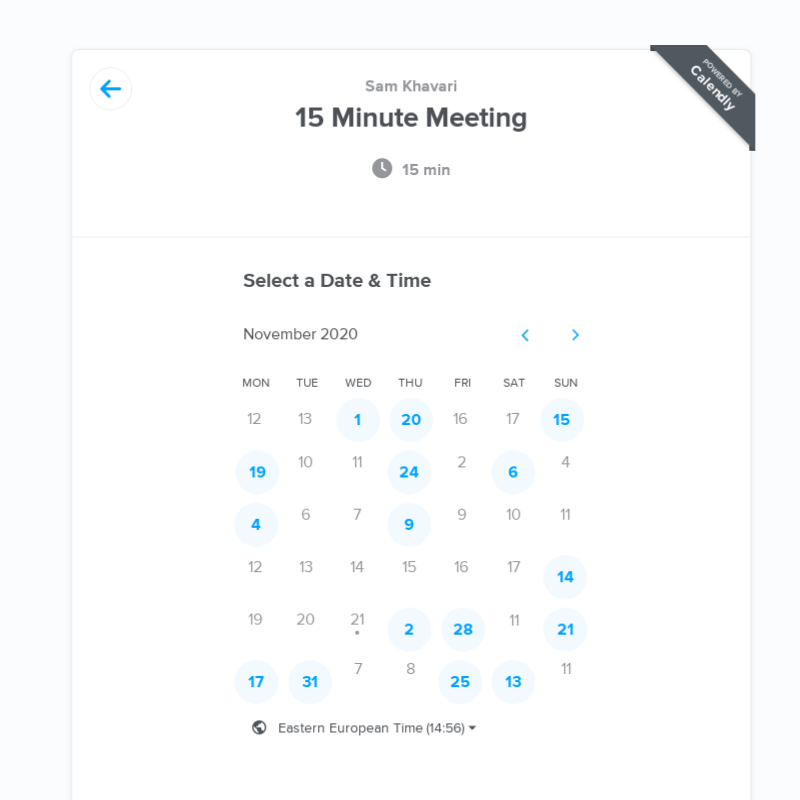 POWERED BY
Calendly
Sam Khavari
15 Minute Meeting
15 min
Select a Date & Time
November 2020
MON TUE WED THU FRI SAT SUN
12 13 1 20 16 17 15
19 10 11 24 2 6 4
4 6 7 9 9 10 11
12 13 14 15 16 17 14
19 20 21 2 28 11 21
17 31 7 8 25 13 11
Eastern European Time (14:56)